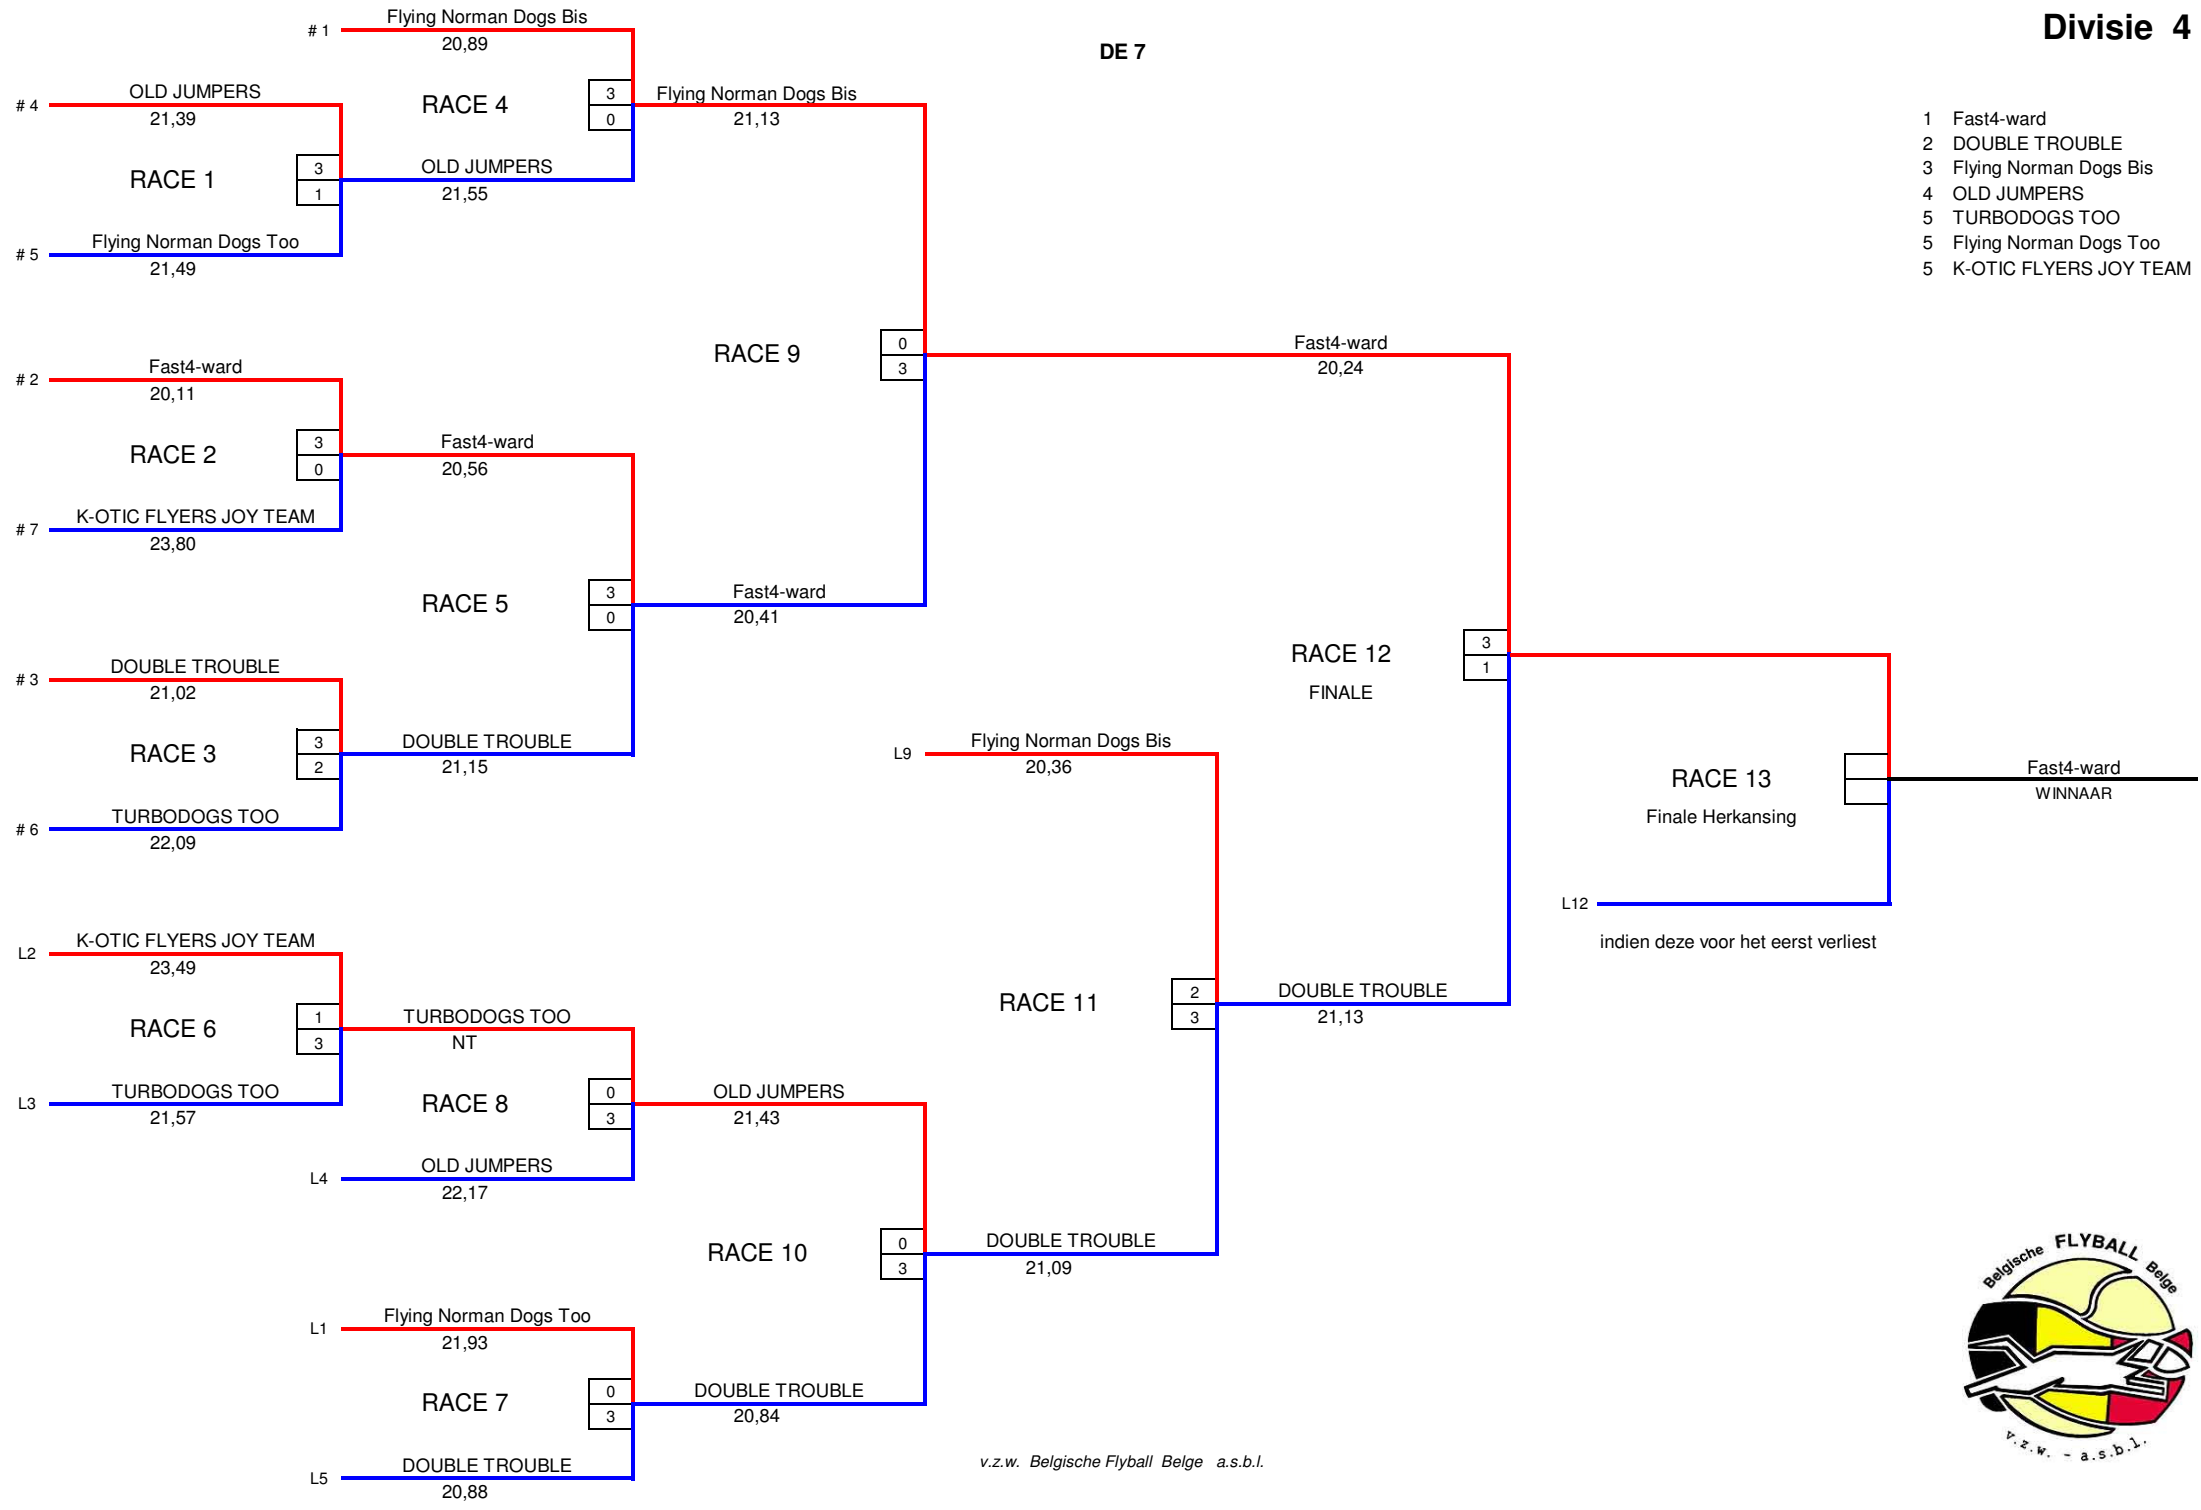 Divisie 4
DE 7
# 1
Flying Norman Dogs Bis
20,89
# 4
OLD JUMPERS
21,39
RACE 4
3
0
Flying Norman Dogs Bis
21,13
RACE 1
3
1
OLD JUMPERS
21,55
# 5
Flying Norman Dogs Too
21,49
1 Fast4-ward
2 DOUBLE TROUBLE
3 Flying Norman Dogs Bis
4 OLD JUMPERS
5 TURBODOGS TOO
5 Flying Norman Dogs Too
5 K-OTIC FLYERS JOY TEAM
RACE 9
0
3
Fast4-ward
20,24
# 2
Fast4-ward
20,11
RACE 2
3
0
Fast4-ward
20,56
# 7
K-OTIC FLYERS JOY TEAM
23,80
RACE 5
3
0
Fast4-ward
20,41
# 3
DOUBLE TROUBLE
21,02
RACE 3
3
2
DOUBLE TROUBLE
21,15
# 6
TURBODOGS TOO
22,09
RACE 12
FINALE
3
1
L9
Flying Norman Dogs Bis
20,36
RACE 13
Finale Herkansing
Fast4-ward
WINNAAR
L12
indien deze voor het eerst verliest
L2
K-OTIC FLYERS JOY TEAM
23,49
RACE 6
1
3
TURBODOGS TOO
NT
L3
TURBODOGS TOO
21,57
RACE 8
0
3
OLD JUMPERS
21,43
L4
OLD JUMPERS
22,17
RACE 11
2
3
DOUBLE TROUBLE
21,13
RACE 10
0
3
DOUBLE TROUBLE
21,09
L1
Flying Norman Dogs Too
21,93
RACE 7
0
3
DOUBLE TROUBLE
20,84
L5
DOUBLE TROUBLE
20,88
v.z.w. Belgische Flyball Belge a.s.b.l.
Belgische FLYBALL Belge
v.z.w. - a.s.b.l.